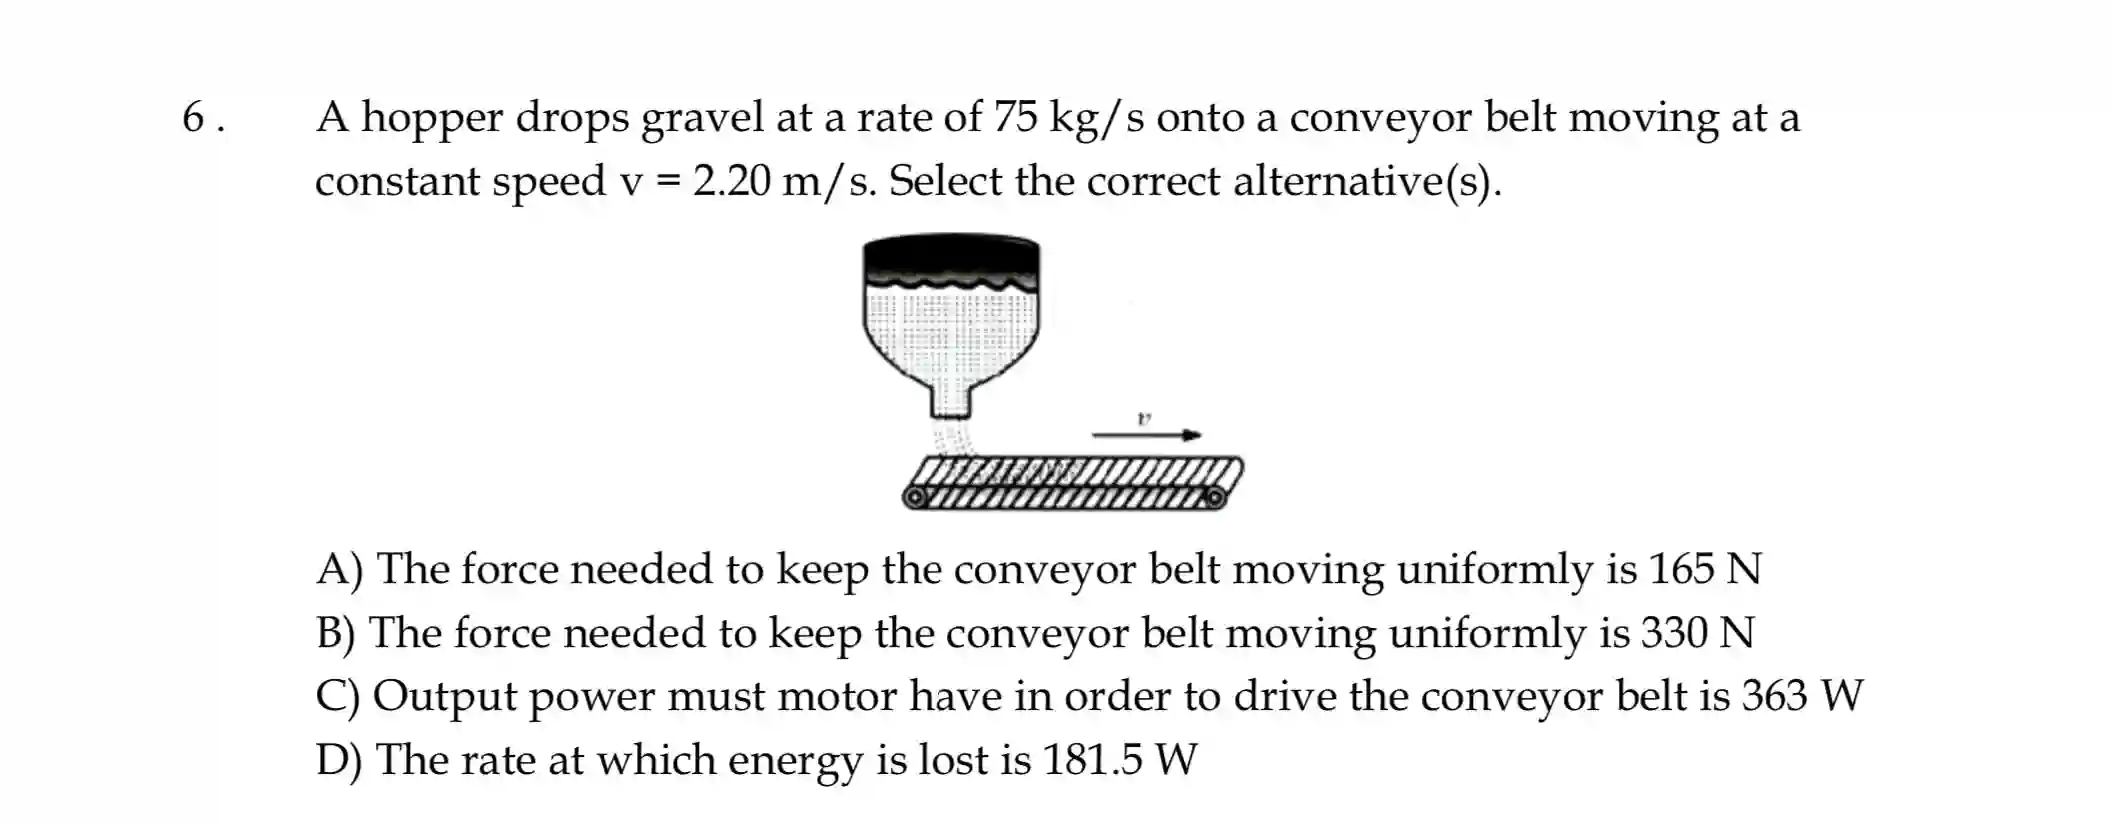 6 . A hopper drops gravel at a rate of 75 kg/s onto a conveyor belt moving at a
constant speed v = 2.20 m/s. Select the correct alternative(s).
v
A) The force needed to keep the conveyor belt moving uniformly is 165 N
B) The force needed to keep the conveyor belt moving uniformly is 330 N
C) Output power must motor have in order to drive the conveyor belt is 363 W
D) The rate at which energy is lost is 181.5 W